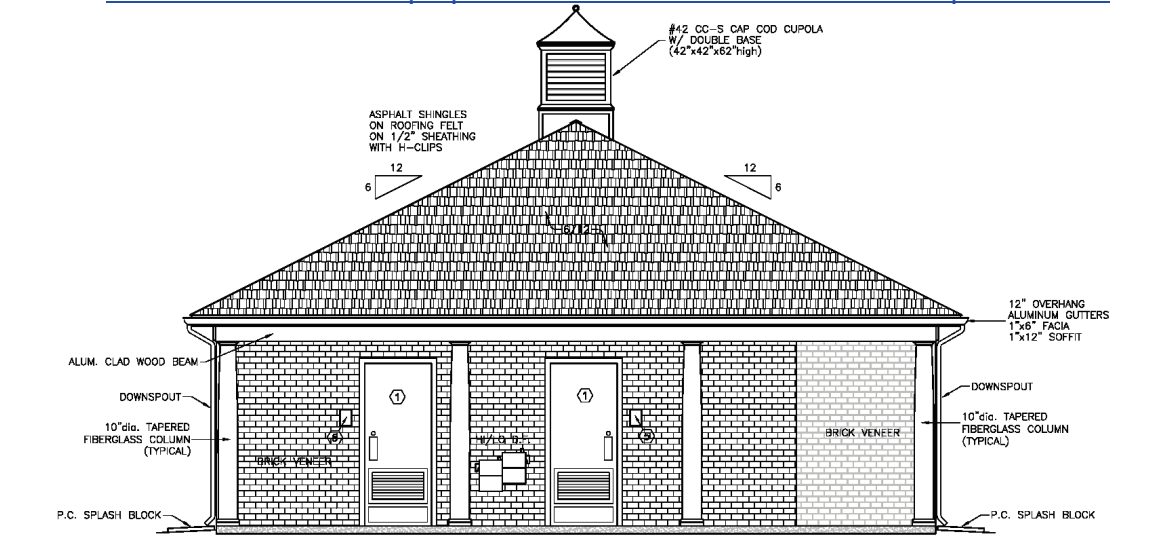 #42 CC-S CAP COD CUPOLA
W/ DOUBLE BASE
(42"x42"x62"high)
ASPHALT SHINGLES
ON ROOFING FELT
ON 1/2" SHEATHING
WITH H-CLIPS
12
6
12
6
6/12
12" OVERHANG
ALUMINUM GUTTERS
1"x6" FACIA
1"x12" SOFFIT
ALUM. CLAD WOOD BEAM
DOWNSPOUT
10"dia. TAPERED
FIBERGLASS COLUMN
(TYPICAL)
1
1
HI/LO D.F.
BRICK VENEER
BRICK VENEER
DOWNSPOUT
10"dia. TAPERED
FIBERGLASS COLUMN
(TYPICAL)
P.C. SPLASH BLOCK
P.C. SPLASH BLOCK